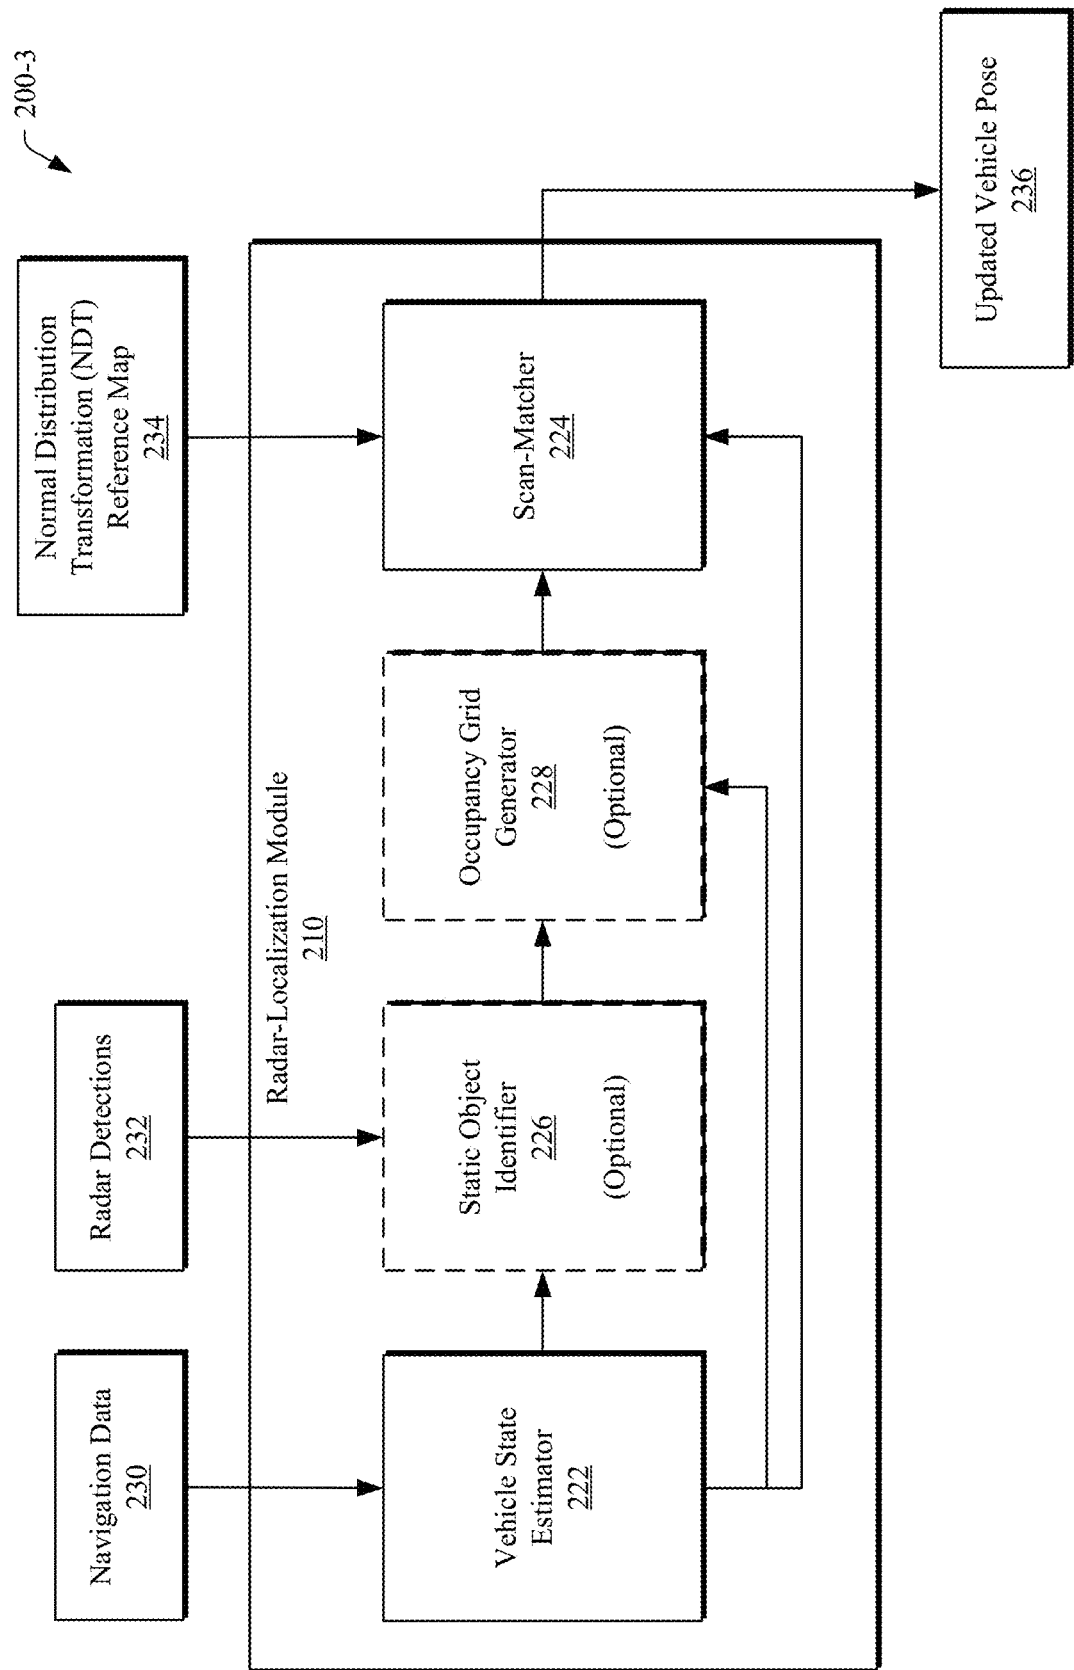 200-3
Navigation Data
230
Radar Detections
232
Normal Distribution
Transformation (NDT)
Reference Map
234
Radar-Localization Module
210
Vehicle State
Estimator
222
Static Object
Identifier
226
(Optional)
Occupancy Grid
Generator
228
(Optional)
Scan-Matcher
224
Updated Vehicle Pose
236